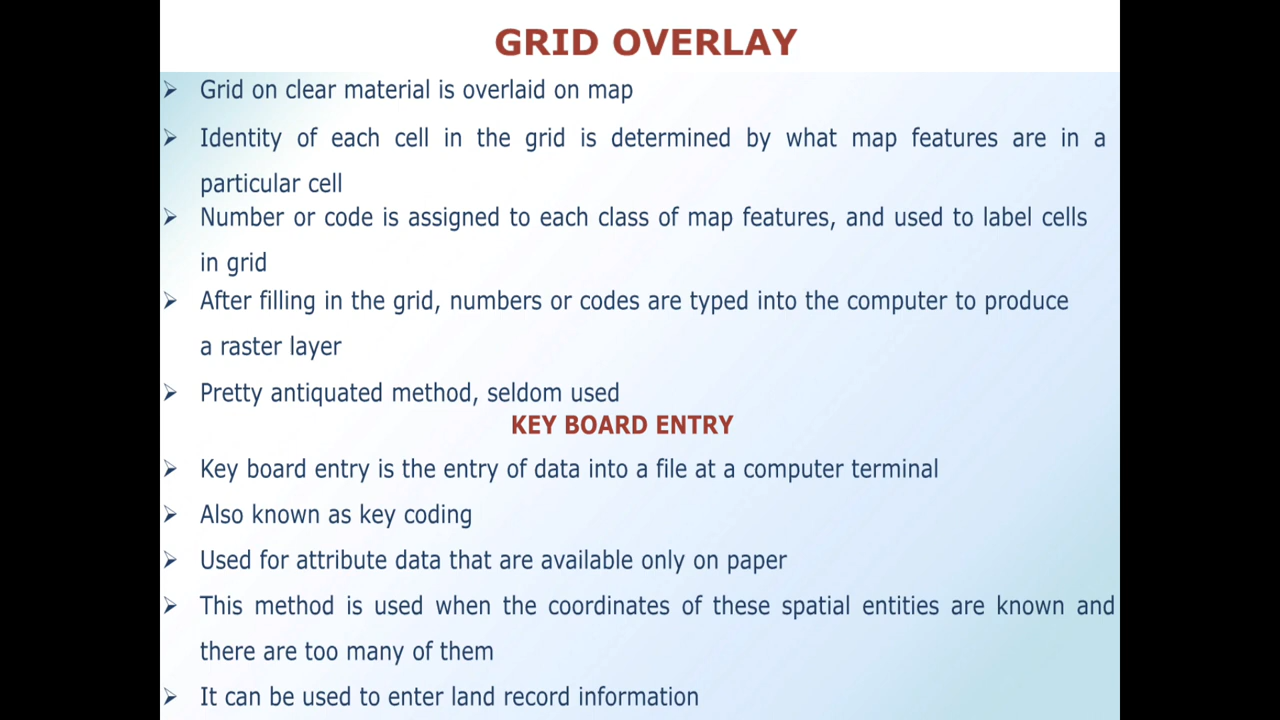 GRID OVERLAY
➢ Grid on clear material is overlaid on map
➢ Identity of each cell in the grid is determined by what map features are in a
particular cell
➢ Number or code is assigned to each class of map features, and used to label cells
in grid
➢ After filling in the grid, numbers or codes are typed into the computer to produce
a raster layer
➢ Pretty antiquated method, seldom used
KEY BOARD ENTRY
➢ Key board entry is the entry of data into a file at a computer terminal
➢ Also known as key coding
➢ Used for attribute data that are available only on paper
➢ This method is used when the coordinates of these spatial entities are known and
there are too many of them
➢ It can be used to enter land record information